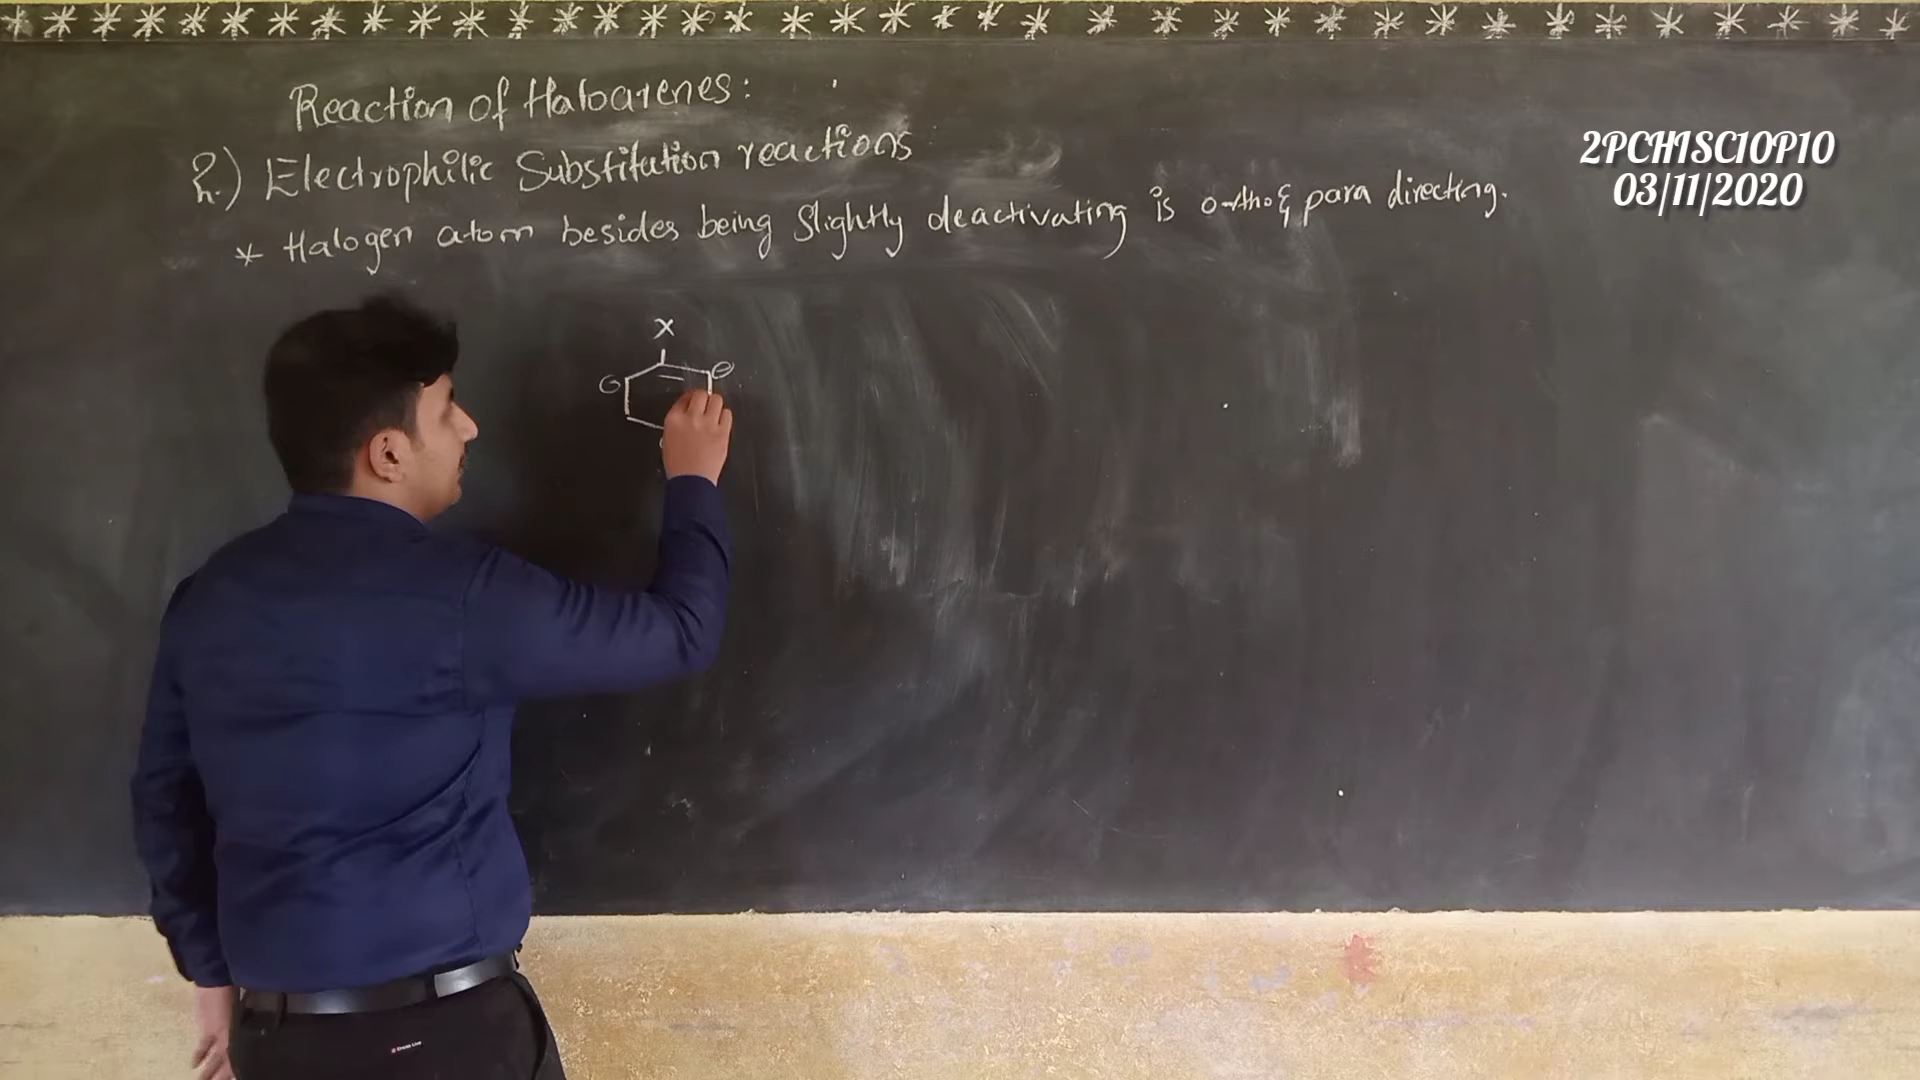 Reaction of Haloarenes:
2.) Electrophilic Substitution reactions
* Halogen atom besides being slightly deactivating is ortho & para directing.
2PCH1SC10P10
03/11/2020
X